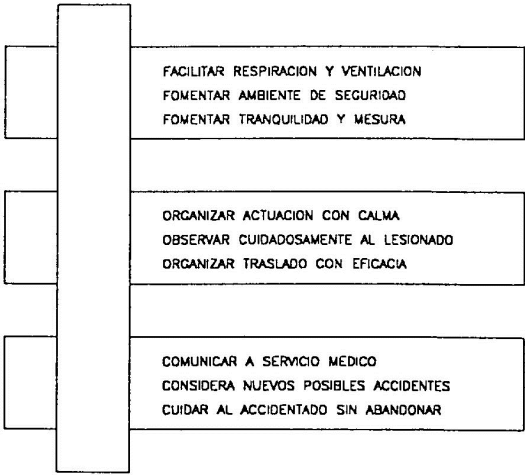 FACILITAR RESPIRACION Y VENTILACION
FOMENTAR AMBIENTE DE SEGURIDAD
FOMENTAR TRANQUILIDAD Y MESURA
ORGANIZAR ACTUACION CON CALMA
OBSERVAR CUIDADOSAMENTE AL LESIONADO
ORGANIZAR TRASLADO CON EFICACIA
COMUNICAR A SERVICIO MEDICO
CONSIDERA NUEVOS POSIBLES ACCIDENTES
CUIDAR AL ACCIDENTADO SIN ABANDONAR